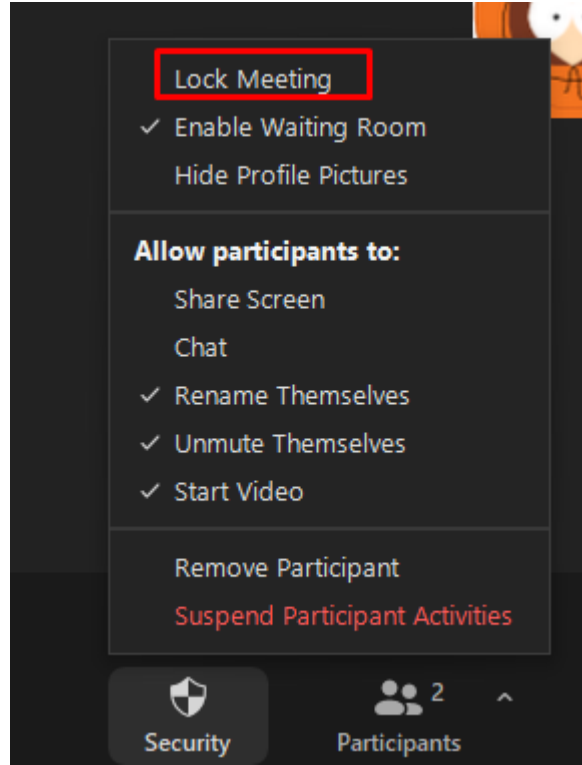 Lock Meeting
✓ Enable Waiting Room
Hide Profile Pictures
Allow participants to:
Share Screen
Chat
✓ Rename Themselves
✓ Unmute Themselves
✓ Start Video
Remove Participant
Suspend Participant Activities
2
Security Participants